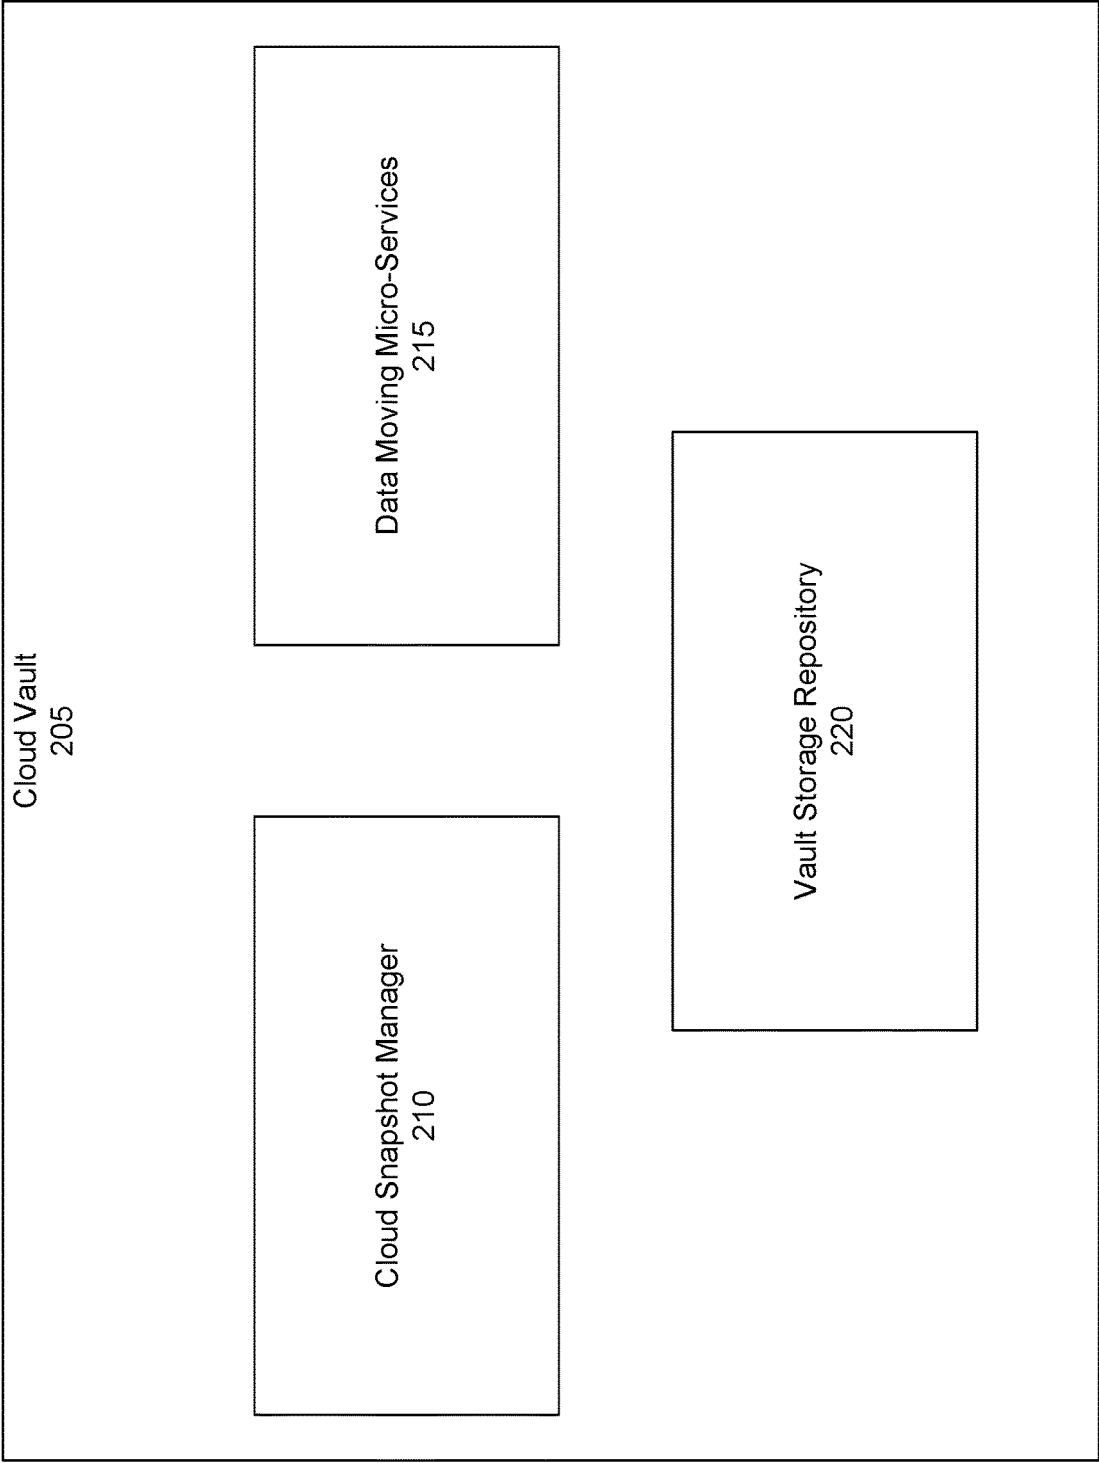 Cloud Vault
205
Cloud Snapshot Manager
210
Data Moving Micro-Services
215
Vault Storage Repository
220